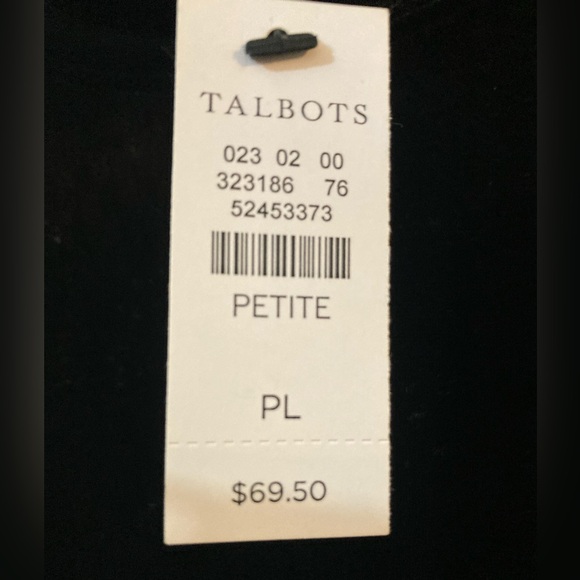 TALBOTS
023 02 00
323186 76
52453373
PETITE
PL
$69.50